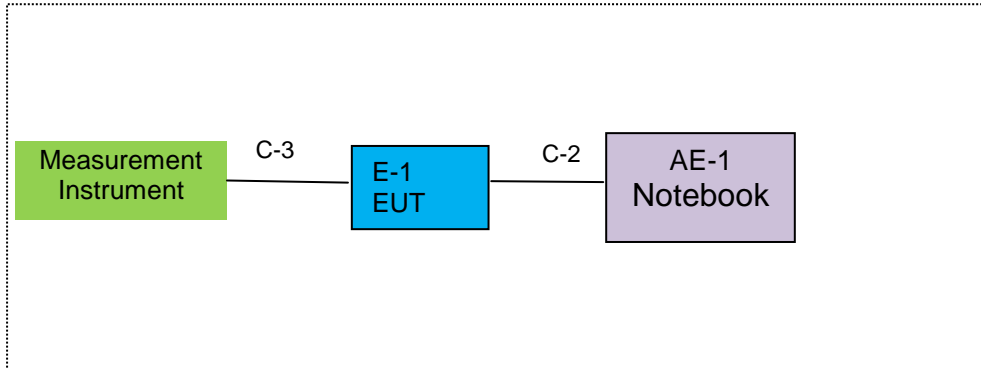 Measurement
Instrument
C-3
E-1
EUT
C-2
AE-1
Notebook